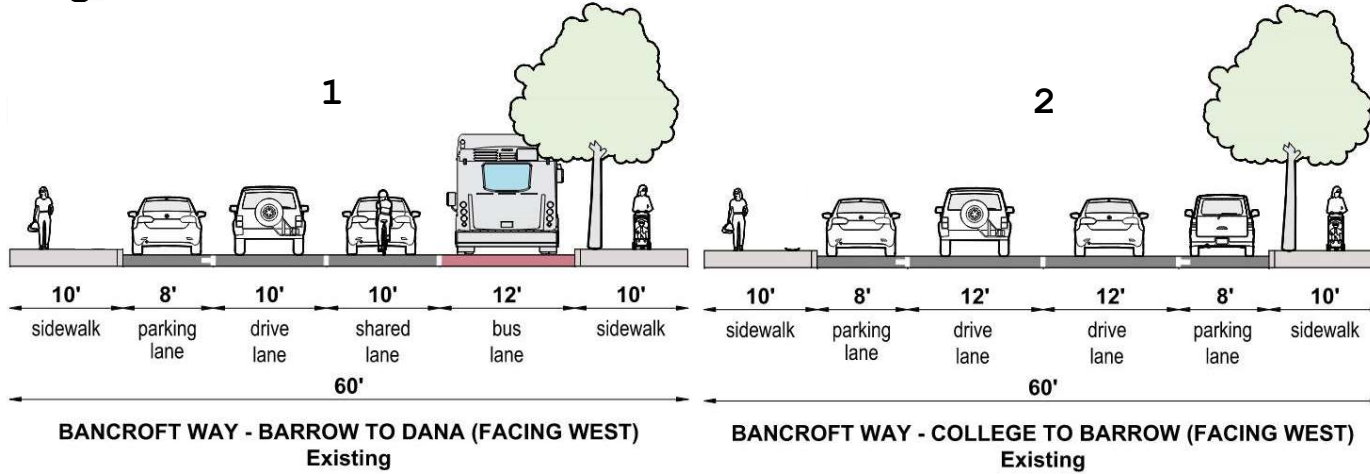 1
10' 8' 10' 10' 12' 10'
sidewalk parking lane drive lane shared lane bus lane sidewalk
60'
BANCROFT WAY - BARROW TO DANA (FACING WEST)
Existing
2
10' 8' 12' 12' 8' 10'
sidewalk parking lane drive lane drive lane parking lane sidewalk
60'
BANCROFT WAY - COLLEGE TO BARROW (FACING WEST)
Existing